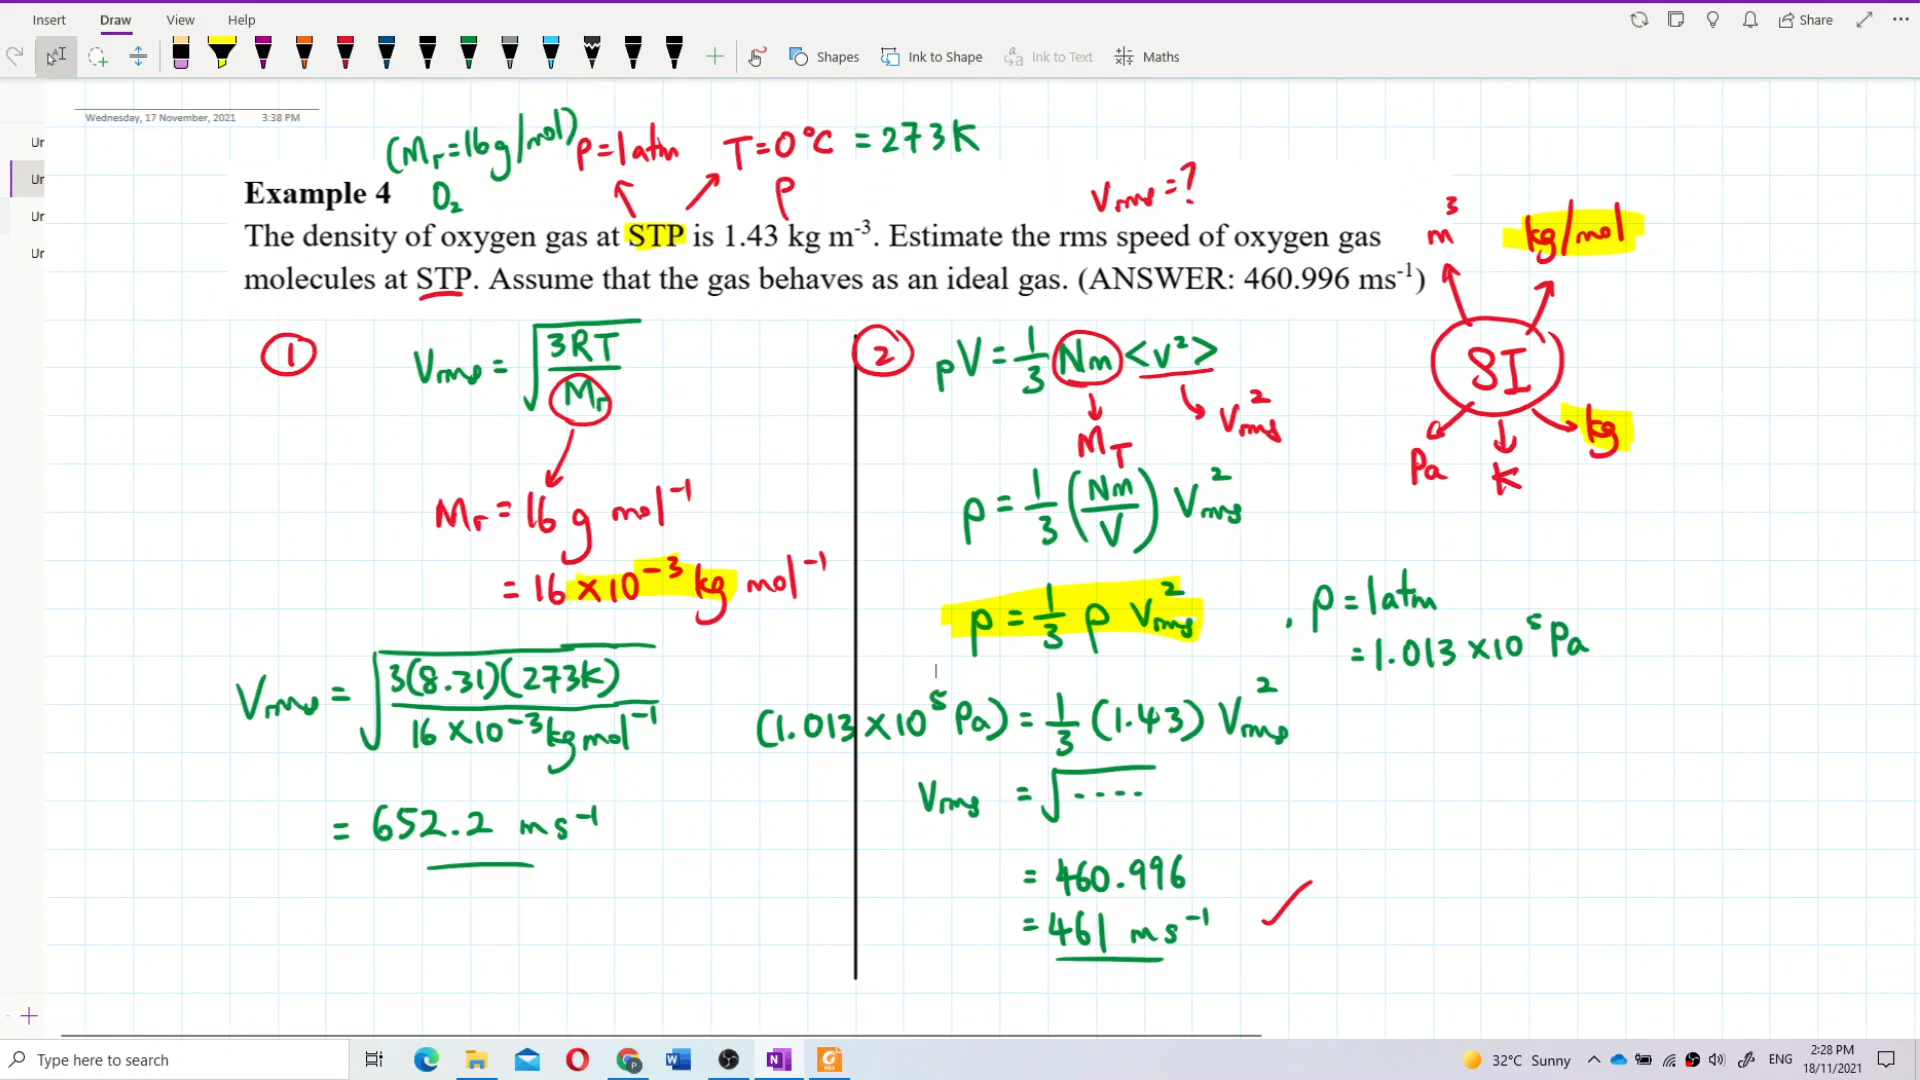 Insert Draw View Help
Share
Shapes Ink to Shape Ink to Text Maths
Wednesday, 17 November, 2021 3:38 PM
Ur
Ur
Ur
Ur
(Mr=16g/mol) P=1atm T=0°C =273K
O₂ ρ Vrms=?
Example 4
The density of oxygen gas at STP is 1.43 kg m⁻³. Estimate the rms speed of oxygen gas
molecules at STP. Assume that the gas behaves as an ideal gas. (ANSWER: 460.996 ms⁻¹)
m³ kg/mol
SI
Pa K kg
①
Vrms = √(3RT/Mr)
Mr = 16 g mol⁻¹
= 16 × 10⁻³ kg mol⁻¹
Vrms = √(3(8.31)(273K)/16×10⁻³ kg mol⁻¹)
= 652.2 ms⁻¹
②
pV = 1/3 Nm <v²>
M_T Vrms²
p = 1/3 (Nm/V) Vrms²
p = 1/3 ρ Vrms²
, P = 1atm
= 1.013 × 10⁵ Pa
(1.013 × 10⁵ Pa) = 1/3 (1.43) Vrms²
Vrms = √----
= 460.996
= 461 ms⁻¹
Type here to search
32°C Sunny
ENG
2:28 PM
18/11/2021